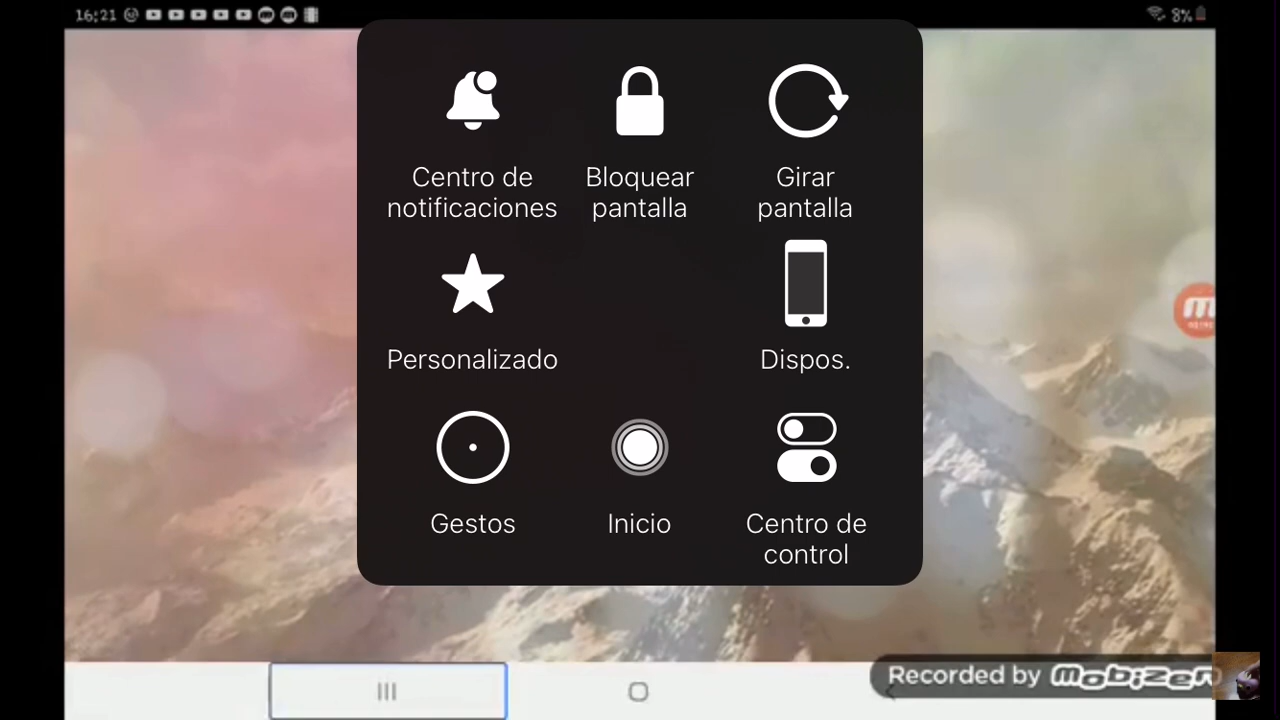 16:21
8%
Centro de
notificaciones
Bloquear
pantalla
Girar
pantalla
Personalizado
Dispos.
Gestos
Inicio
Centro de
control
Recorded by mobizen